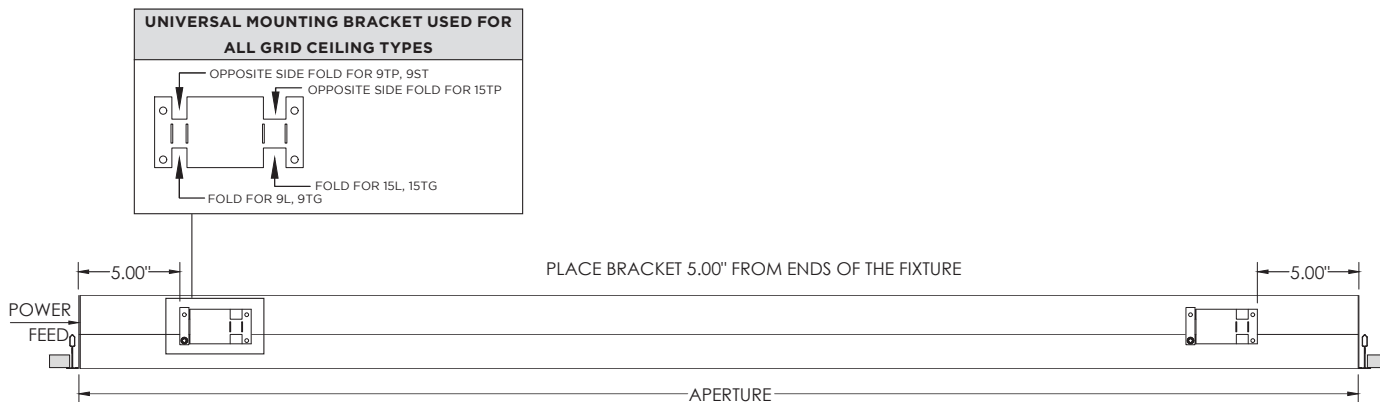 UNIVERSAL MOUNTING BRACKET USED FOR
ALL GRID CEILING TYPES
OPPOSITE SIDE FOLD FOR 9TP, 9ST
OPPOSITE SIDE FOLD FOR 15TP
FOLD FOR 15L, 15TG
FOLD FOR 9L, 9TG
5.00"
PLACE BRACKET 5.00" FROM ENDS OF THE FIXTURE
5.00"
POWER
FEED
APERTURE